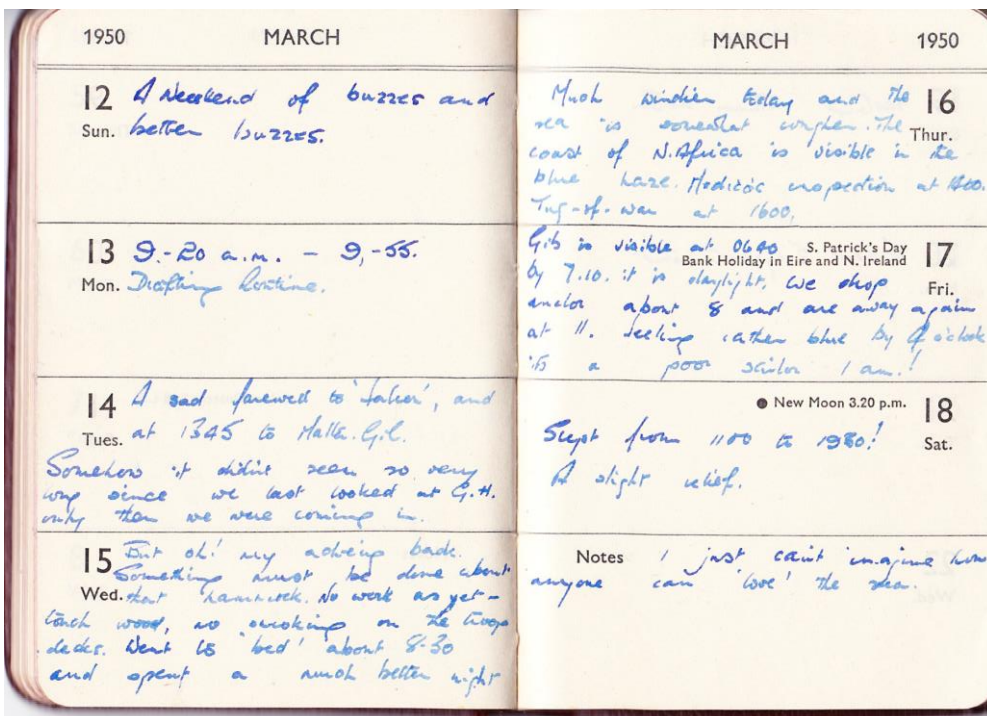 1950 MARCH
12 A Weekend of buzzes and
Sun. better buzzes.
13 9.-20 a.m. - 9,-55.
Mon. Drafting Routine.
14 A sad farewell to 'father', and
Tues. at 1345 to Malta. Gib.
Somehow it didn't seem so very
long since we last looked at G.H.
only then we were coming in.
15 But oh! my acheing back.
Something must be done about
Wed. that hammock. No work as yet -
touch wood, no smoking on the troop
decks. Went to 'bed' about 8-30
and spent a much better night
MARCH 1950
Much windier today and the 16
sea is somewhat rougher. The Thur.
coast of N. Africa is visible in the
blue haze. Medical inspection at 1400.
Tug-of-war at 1600.
Gib is visible at 0640 S. Patrick's Day 17
Bank Holiday in Eire and N. Ireland
by 7.10. it is daylight. We drop Fri.
anchor about 8 and are away again
at 11. feeling rather blue by o'clock
its a poor sailor I am.!
New Moon 3.20 p.m. 18
Slept from 1100 to 1930! Sat.
A slight relief.
Notes I just can't imagine how
anyone can 'love' the sea.